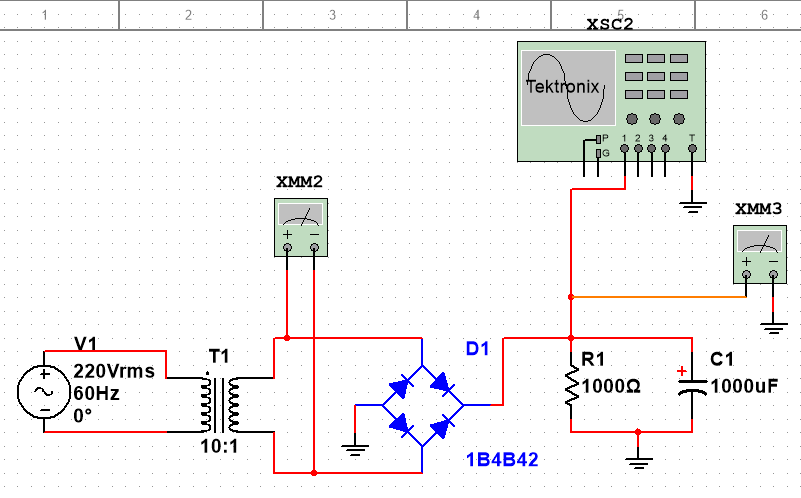 1 2 3 4 5 6
XSC2
Tektronix
P
G
1 2 3 4 T
XMM2
+ −
XMM3
+ −
V1
220Vrms
60Hz
0°
+
~
T1
10:1
D1
1B4B42
R1
1000Ω
+
C1
1000uF